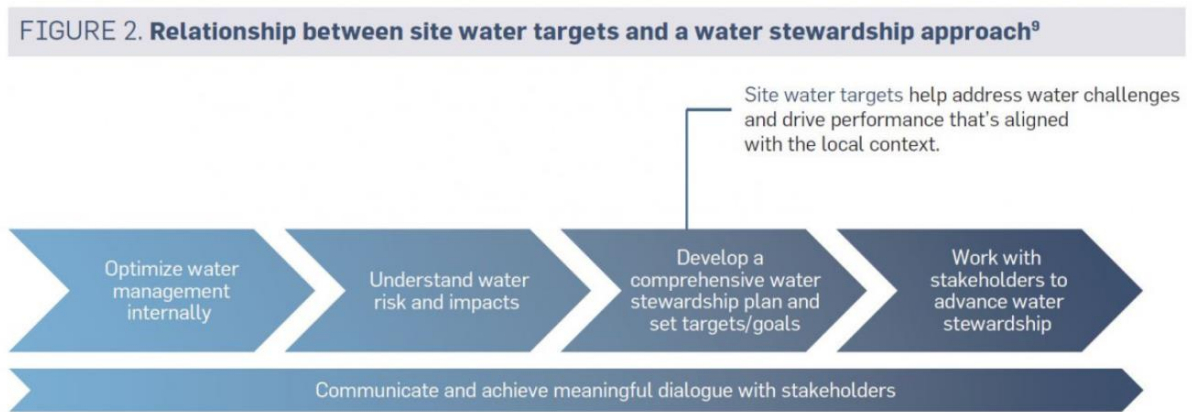 FIGURE 2. Relationship between site water targets and a water stewardship approach⁹
Site water targets help address water challenges
and drive performance that's aligned
with the local context.
Optimize water
management
internally
Understand water
risk and impacts
Develop a
comprehensive water
stewardship plan and
set targets/goals
Work with
stakeholders to
advance water
stewardship
Communicate and achieve meaningful dialogue with stakeholders